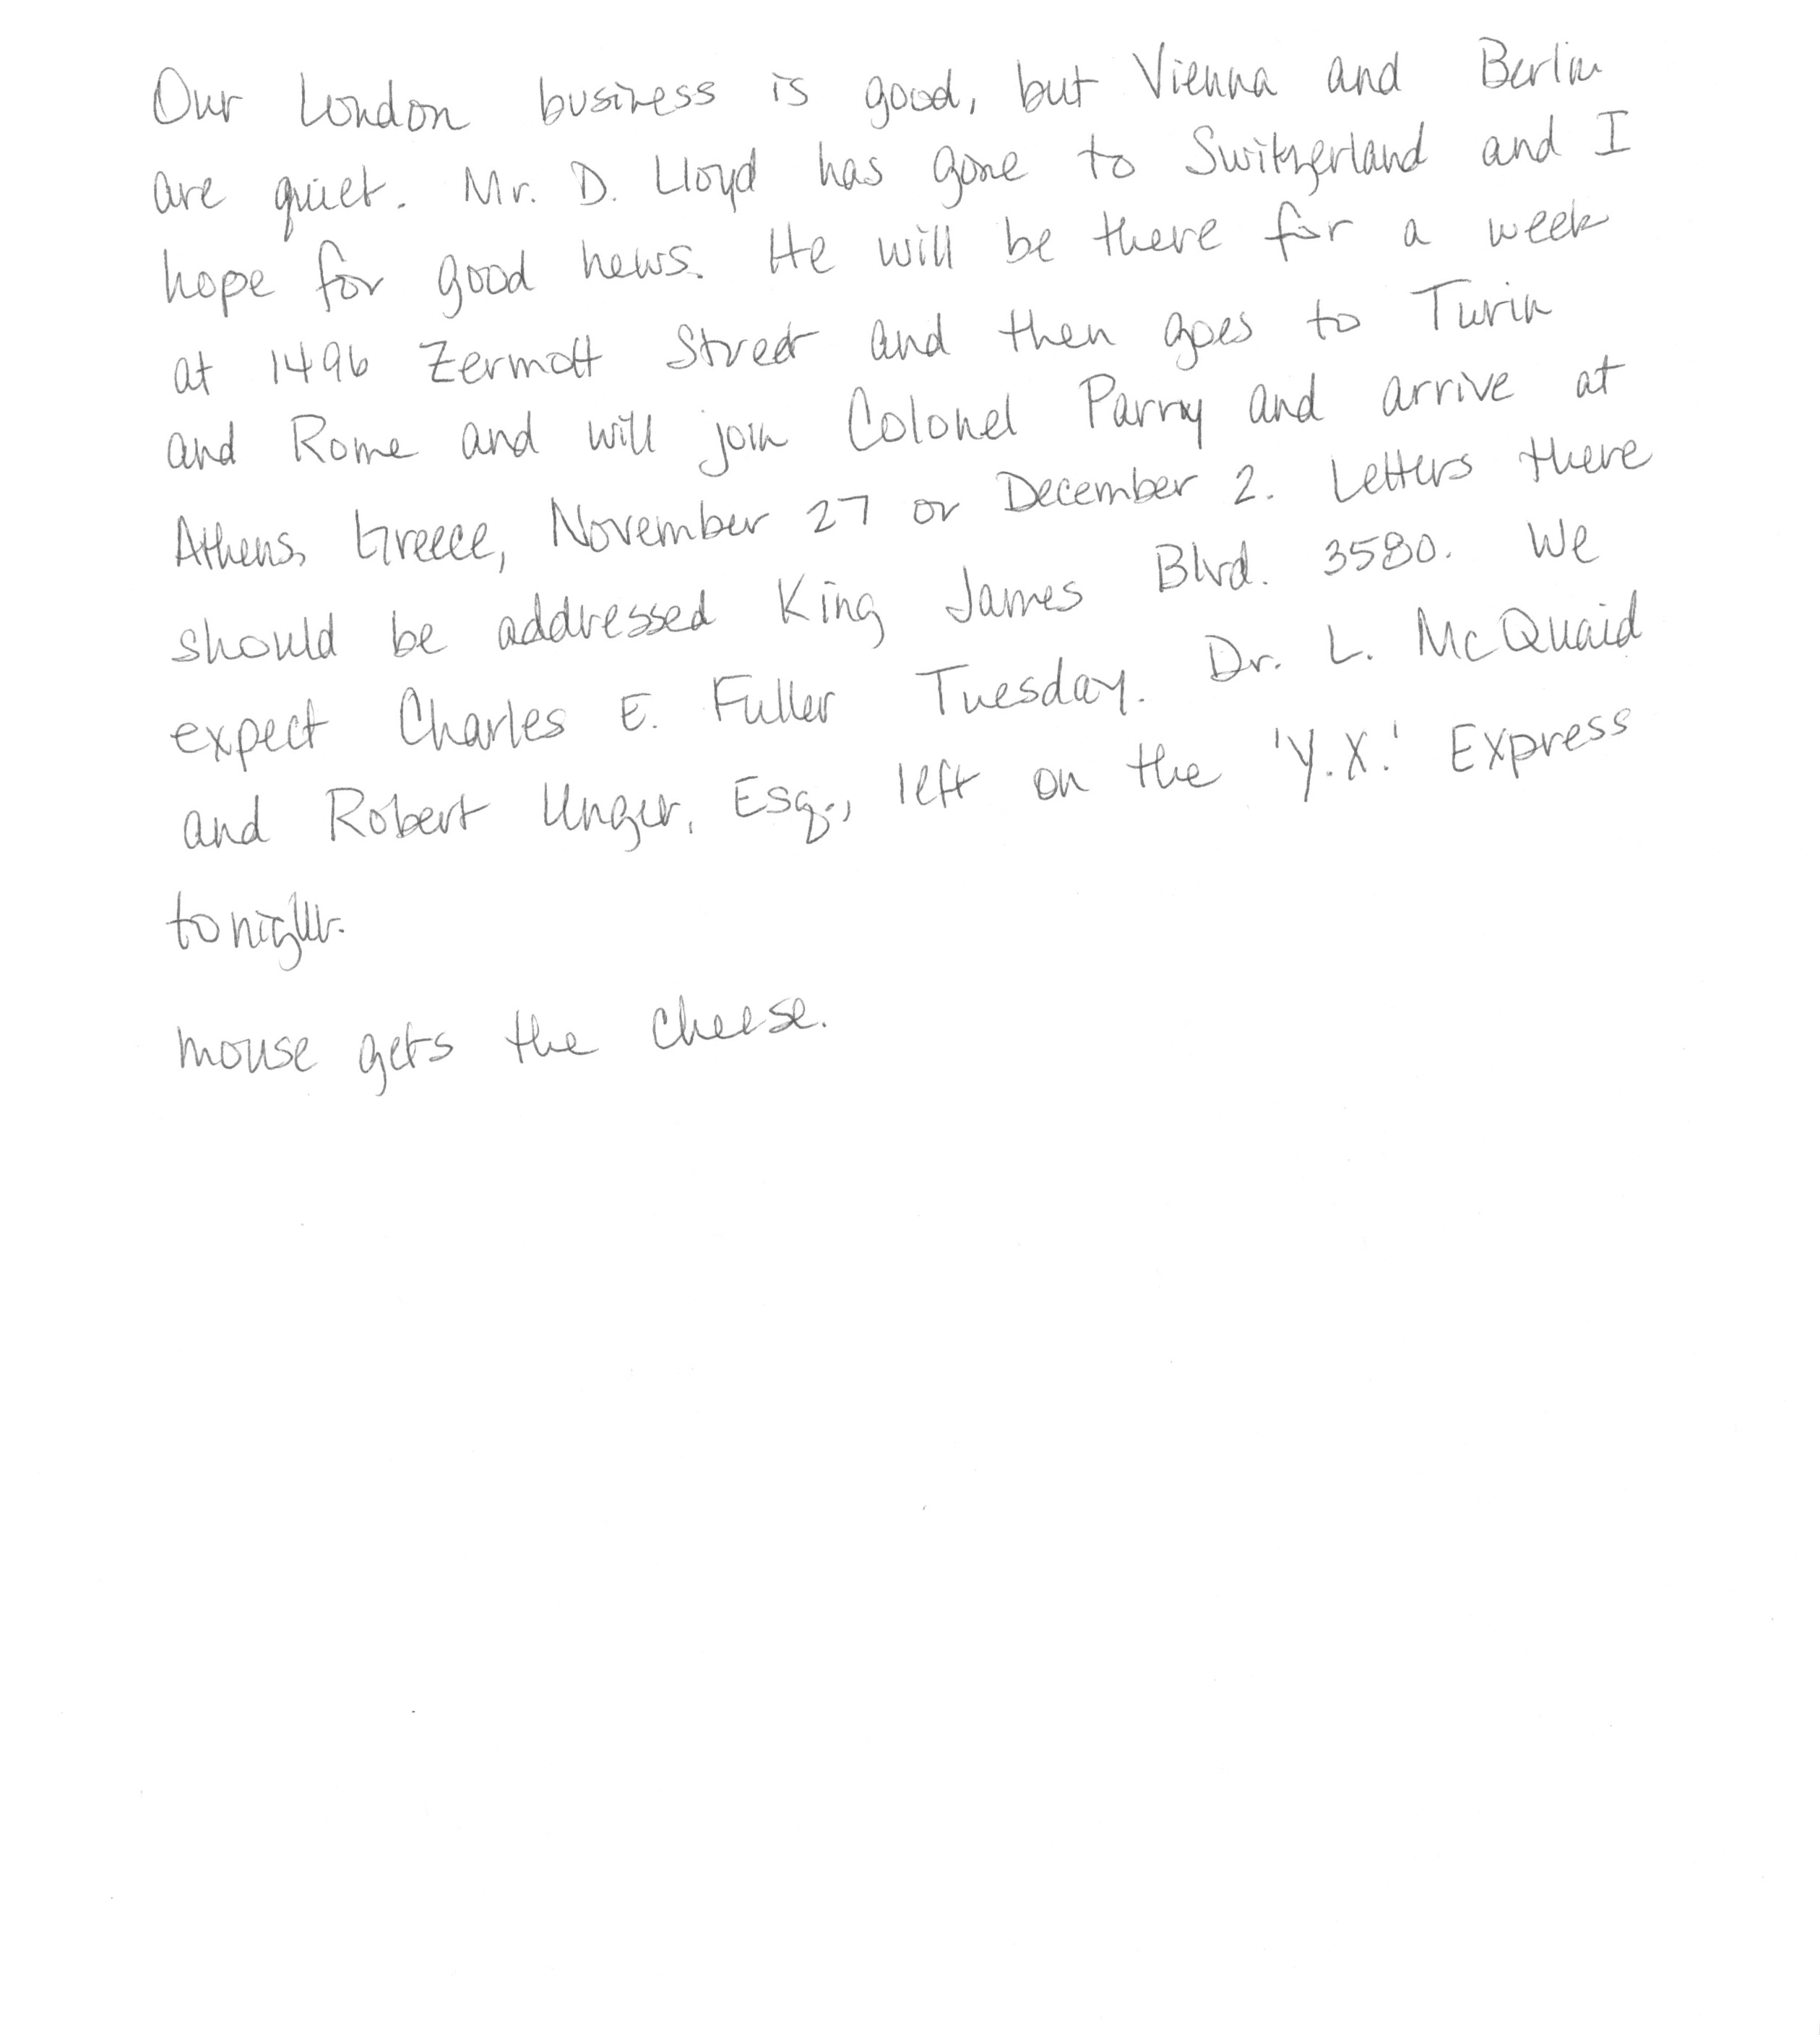 Our London business is good, but Vienna and Berlin
are quiet. Mr. D. Lloyd has gone to Switzerland and I
hope for good news. He will be there for a week
at 1496 Zermott Street and then goes to Turin
and Rome and will join Colonel Parry and arrive at
Athens, Greece, November 27 or December 2. Letters there
should be addressed King James Blvd. 3580. We
expect Charles E. Fuller Tuesday. Dr. L. McQuaid
and Robert Unger, Esq., left on the 'Y.X.' Express
tonight.
mouse gets the cheese.